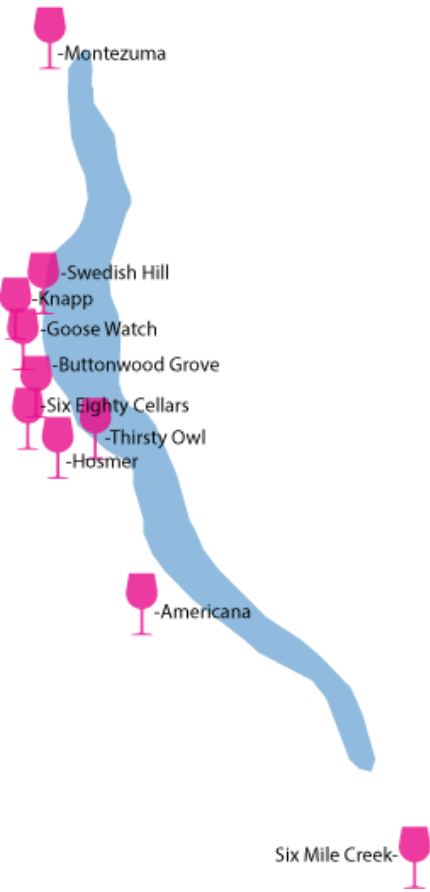 -Montezuma
-Swedish Hill
-Knapp
-Goose Watch
-Buttonwood Grove
-Six Eighty Cellars
-Thirsty Owl
-Hosmer
-Americana
Six Mile Creek-